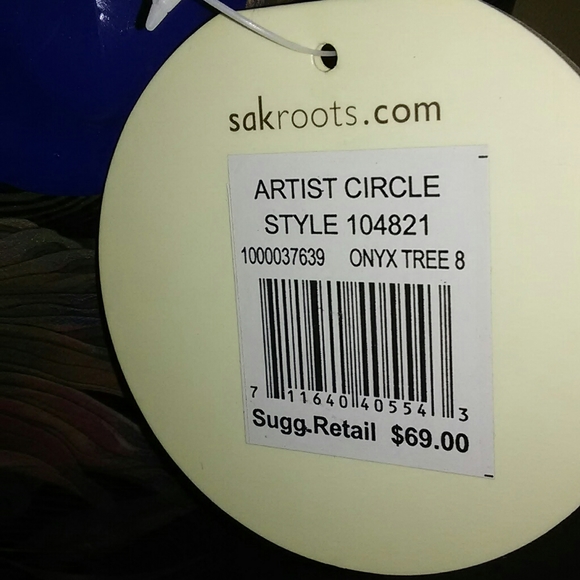 sakroots.com
ARTIST CIRCLE
STYLE 104821
1000037639 ONYX TREE 8
7 11640 40554 3
Sugg.Retail $69.00